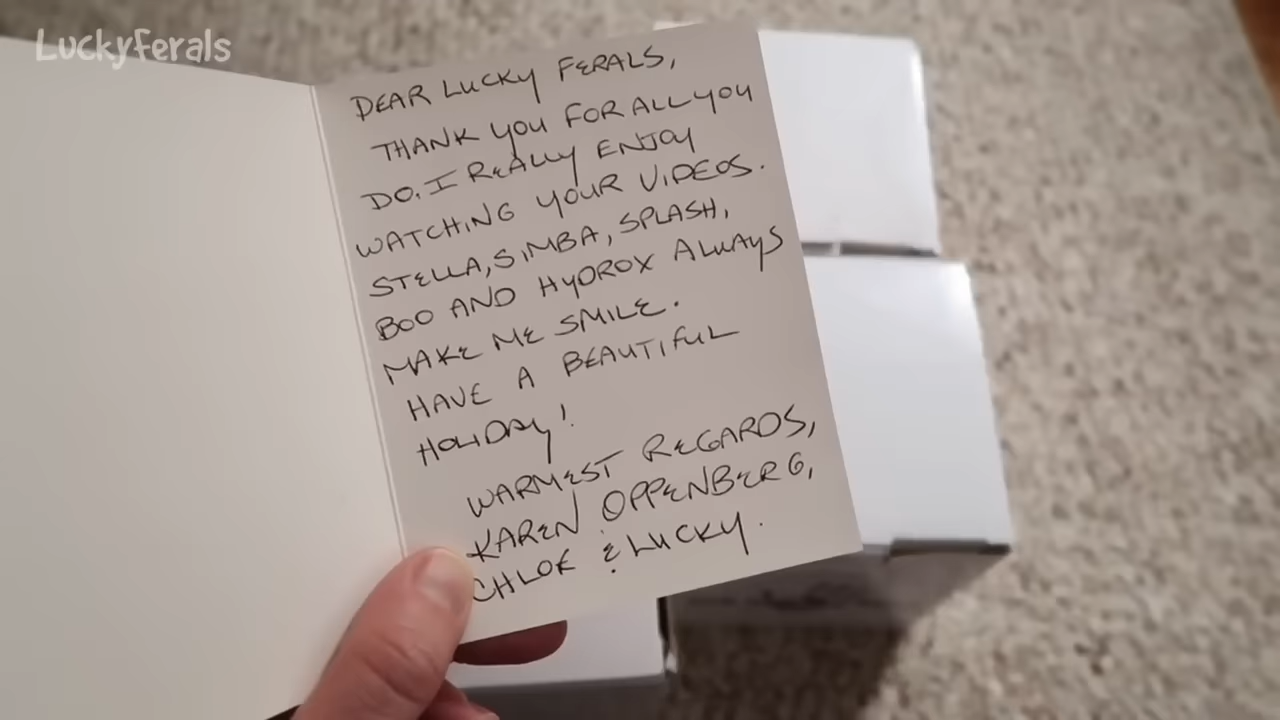 LuckyFerals
DEAR LUCKY FERALS,
THANK YOU FOR ALL YOU
DO. I REALLY ENJOY
WATCHING YOUR VIDEOS.
STELLA, SIMBA, SPLASH,
BOO AND HYDROX ALWAYS
MAKE ME SMILE.
HAVE A BEAUTIFUL
HOLIDAY!
WARMEST REGARDS,
KAREN OPPENBERG,
CHLOE & LUCKY.